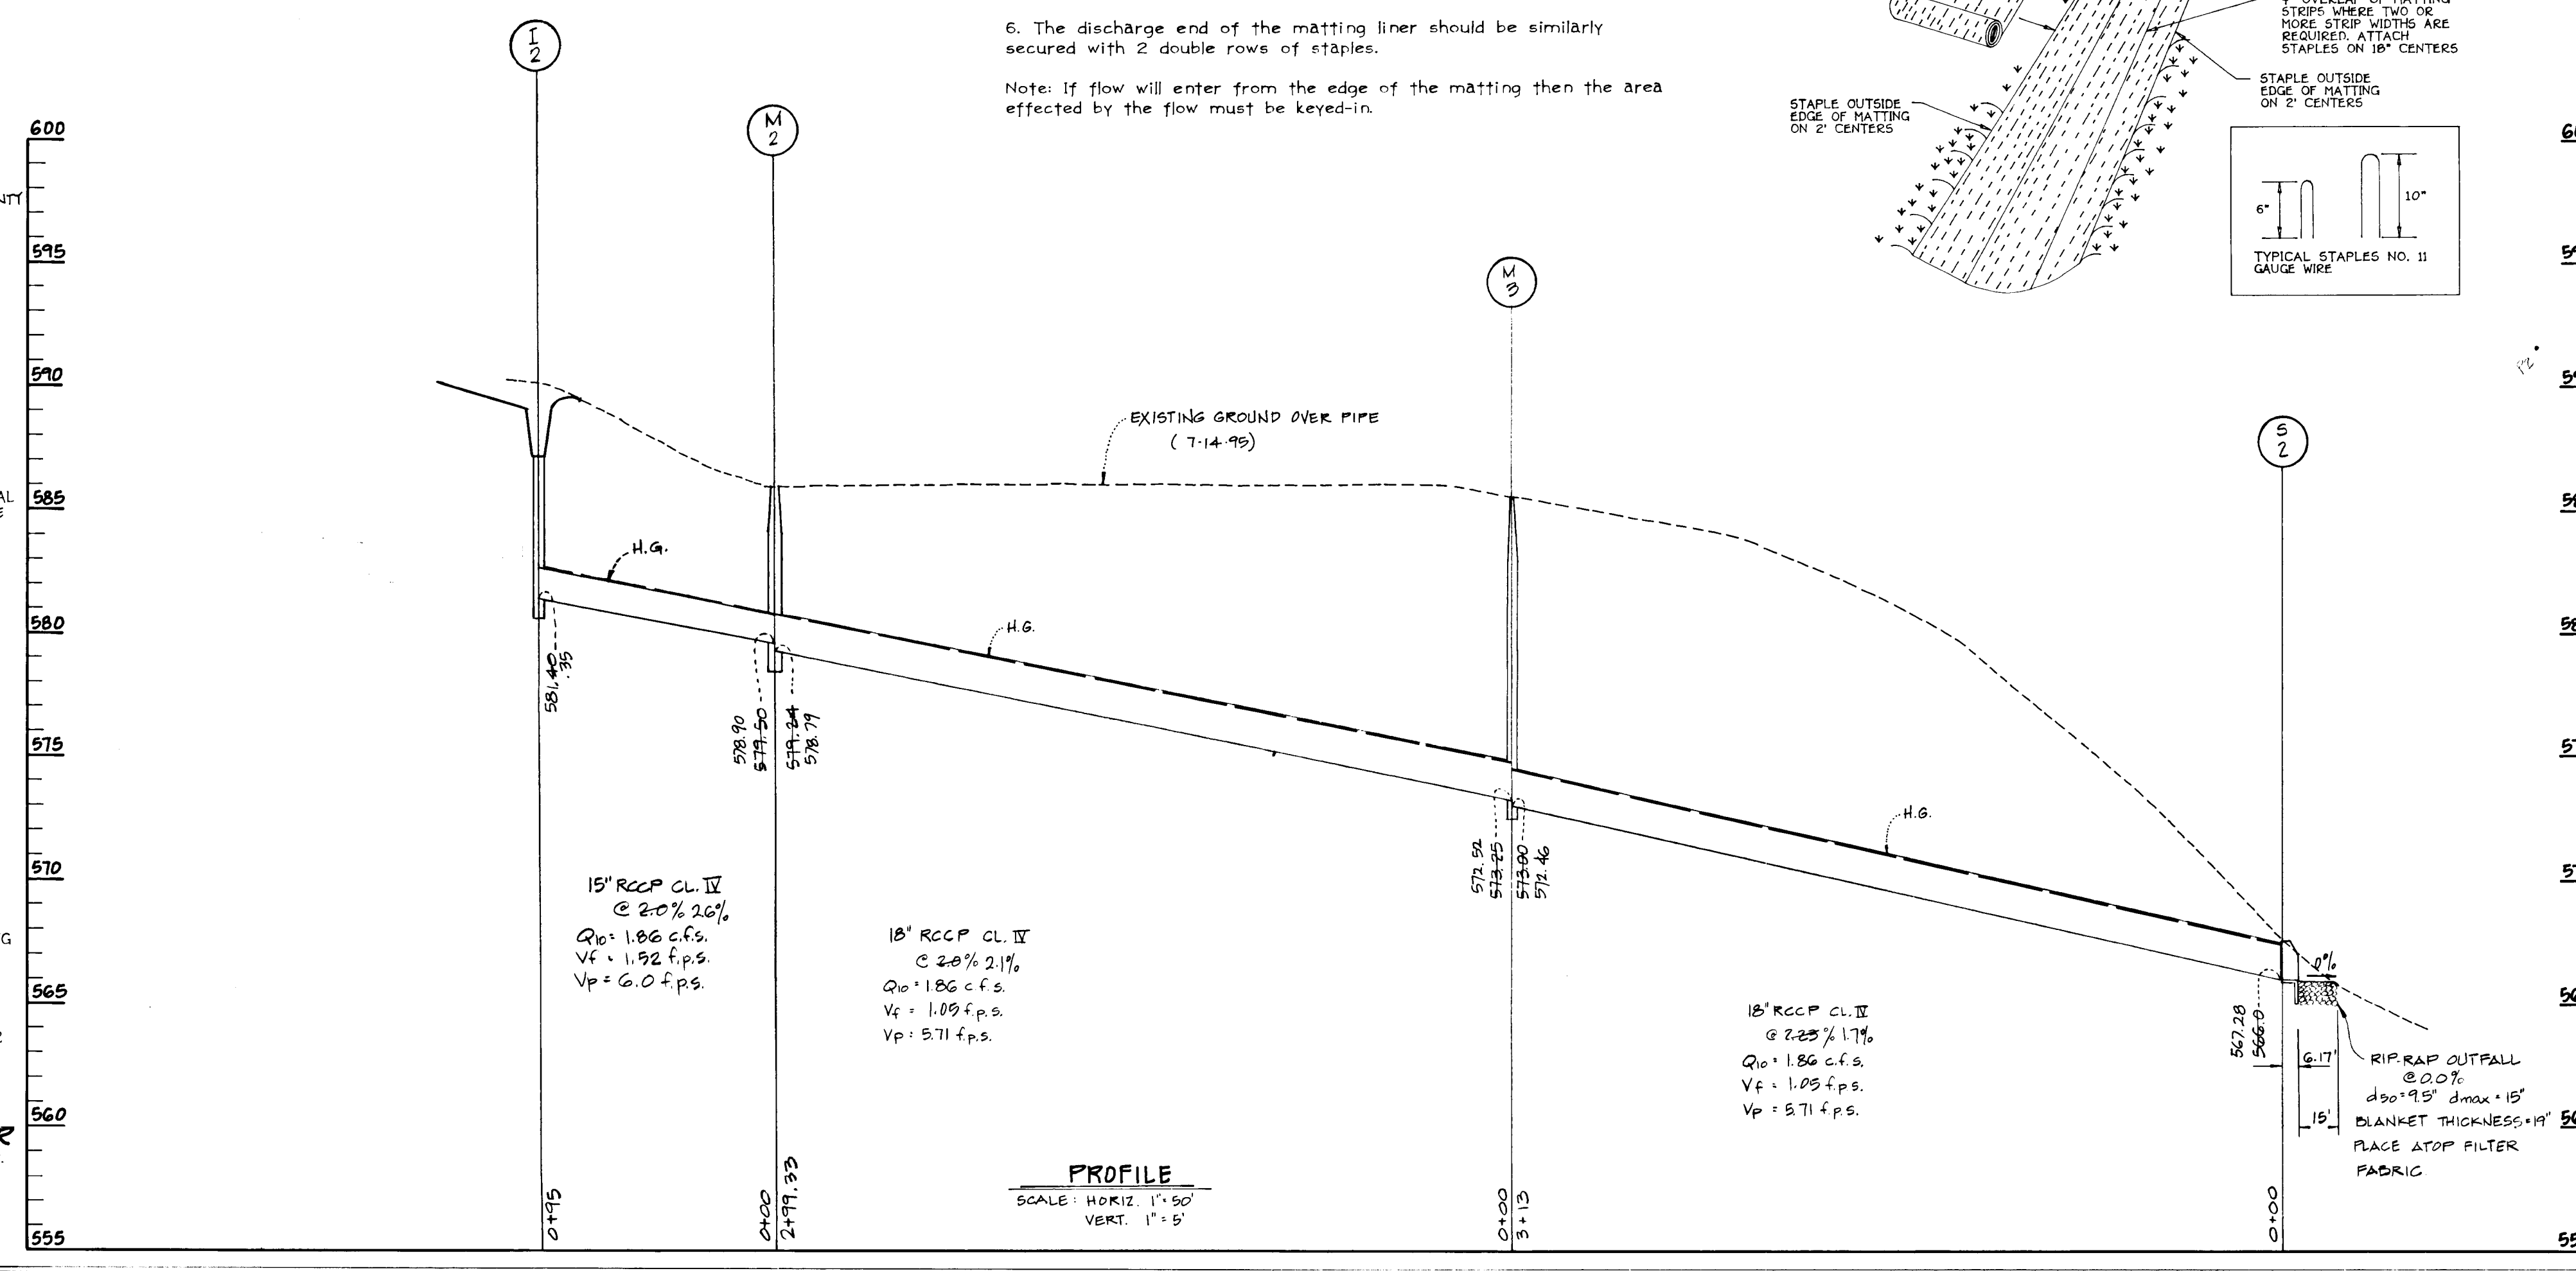 6. The discharge end of the matting liner should be similarly
secured with 2 double rows of staples.
Note: If flow will enter from the edge of the matting then the area
effected by the flow must be keyed-in.
STRIPS WHERE TWO OR
MORE STRIP WIDTHS ARE
REQUIRED. ATTACH
STAPLES ON 18" CENTERS
STAPLE OUTSIDE
EDGE OF MATTING
ON 2' CENTERS
STAPLE OUTSIDE
EDGE OF MATTING
ON 2' CENTERS
6"
10"
TYPICAL STAPLES NO. 11
GAUGE WIRE
I
2
M
2
M
3
S
2
600
595
590
585
580
575
570
565
560
555
EXISTING GROUND OVER PIPE
(7-14-95)
H.G.
H.G.
H.G.
581.40
.35
578.90
579.50
579.24
578.79
572.52
573.25
573.00
572.46
567.28
566.0
15" RCCP CL. IV
@ 2.0% 2.6%
Q10 = 1.86 c.f.s.
Vf = 1.52 f.p.s.
Vp = 6.0 f.p.s.
18" RCCP CL. IV
@ 2.0% 2.1%
Q10 = 1.86 c.f.s.
Vf = 1.05 f.p.s.
Vp = 5.71 f.p.s.
18" RCCP CL. IV
@ 2.23% 1.7%
Q10 = 1.86 c.f.s.
Vf = 1.05 f.p.s.
Vp = 5.71 f.p.s.
0%
6.17'
15'
RIP-RAP OUTFALL
@ 0.0%
d50 = 9.5" dmax = 15"
BLANKET THICKNESS = 19"
PLACE ATOP FILTER
FABRIC
0+95
0+00
2+99.33
0+00
3+13
0+00
PROFILE
SCALE: HORIZ. 1" = 50'
VERT. 1" = 5'